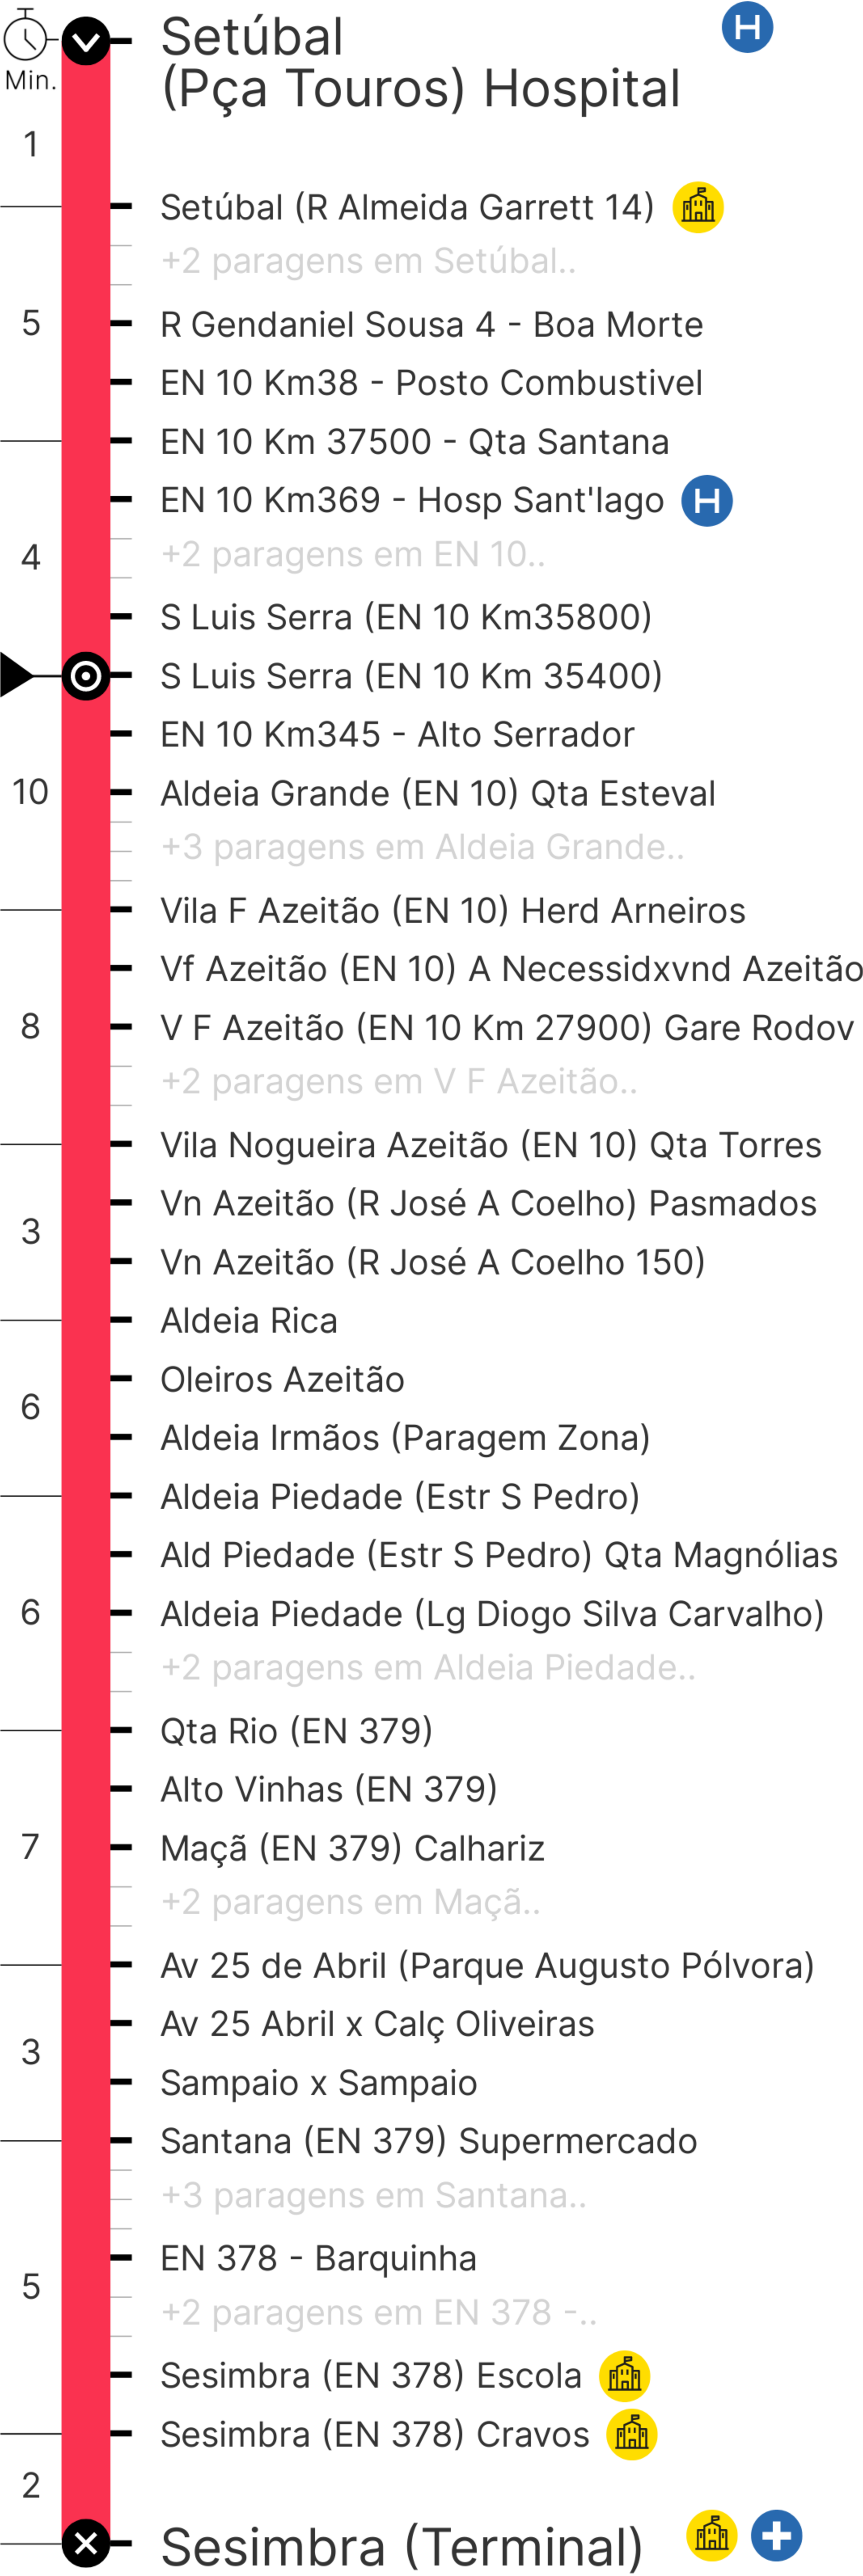 Setúbal
(Pça Touros) Hospital
H
Min.
1
Setúbal (R Almeida Garrett 14)
+2 paragens em Setúbal..
5
R Gendaniel Sousa 4 - Boa Morte
EN 10 Km38 - Posto Combustivel
EN 10 Km 37500 - Qta Santana
EN 10 Km369 - Hosp Sant'Iago
H
4
+2 paragens em EN 10..
S Luis Serra (EN 10 Km35800)
S Luis Serra (EN 10 Km 35400)
EN 10 Km345 - Alto Serrador
10
Aldeia Grande (EN 10) Qta Esteval
+3 paragens em Aldeia Grande..
Vila F Azeitão (EN 10) Herd Arneiros
Vf Azeitão (EN 10) A Necessidxvnd Azeitão
8
V F Azeitão (EN 10 Km 27900) Gare Rodov
+2 paragens em V F Azeitão..
Vila Nogueira Azeitão (EN 10) Qta Torres
Vn Azeitão (R José A Coelho) Pasmados
3
Vn Azeitão (R José A Coelho 150)
Aldeia Rica
Oleiros Azeitão
6
Aldeia Irmãos (Paragem Zona)
Aldeia Piedade (Estr S Pedro)
Ald Piedade (Estr S Pedro) Qta Magnólias
6
Aldeia Piedade (Lg Diogo Silva Carvalho)
+2 paragens em Aldeia Piedade..
Qta Rio (EN 379)
Alto Vinhas (EN 379)
7
Maçã (EN 379) Calhariz
+2 paragens em Maçã..
Av 25 de Abril (Parque Augusto Pólvora)
Av 25 Abril x Calç Oliveiras
3
Sampaio x Sampaio
Santana (EN 379) Supermercado
+3 paragens em Santana..
EN 378 - Barquinha
5
+2 paragens em EN 378 -..
Sesimbra (EN 378) Escola
Sesimbra (EN 378) Cravos
2
Sesimbra (Terminal)